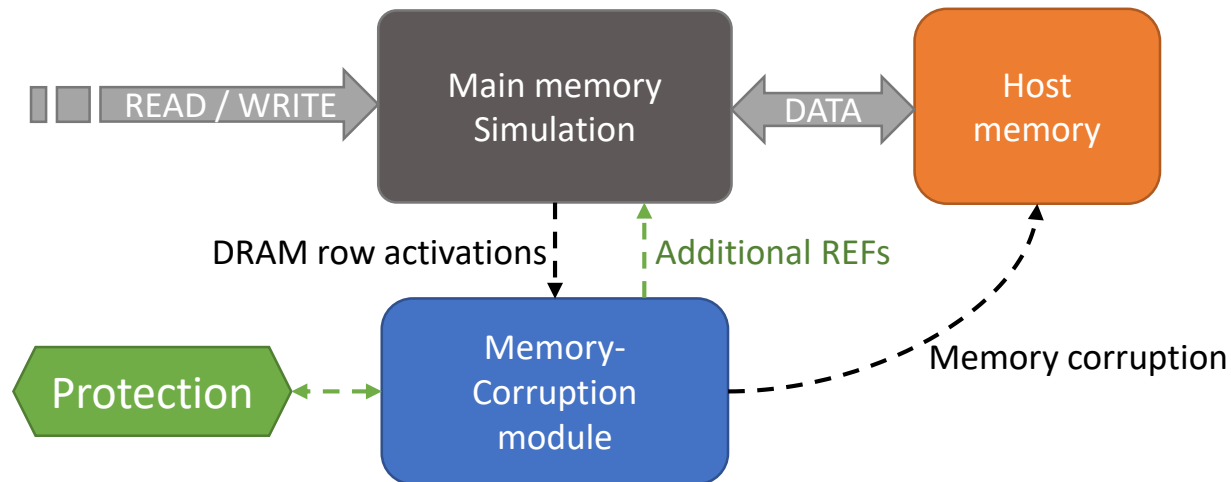 READ / WRITE
Main memory
Simulation
DATA
Host
memory
DRAM row activations
Additional REFs
Protection
Memory-
Corruption
module
Memory corruption